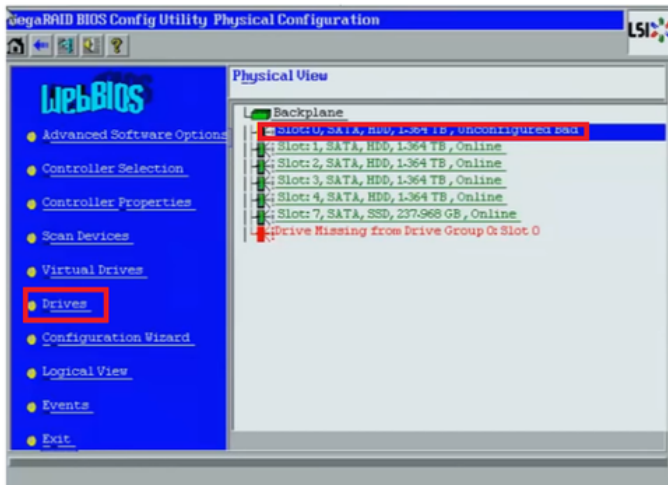 MegaRAID BIOS Config Utility Physical Configuration
LSI
WebBIOS
Physical View
Backplane
Slot: 0, SATA, HDD, 1.364 TB, Unconfigured Bad
Slot: 1, SATA, HDD, 1.364 TB, Online
Slot: 2, SATA, HDD, 1.364 TB, Online
Slot: 3, SATA, HDD, 1.364 TB, Online
Slot: 4, SATA, HDD, 1.364 TB, Online
Slot: 7, SATA, SSD, 237.968 GB, Online
Drive Missing from Drive Group 0: Slot 0
Advanced Software Options
Controller Selection
Controller Properties
Scan Devices
Virtual Drives
Drives
Configuration Wizard
Logical View
Events
Exit